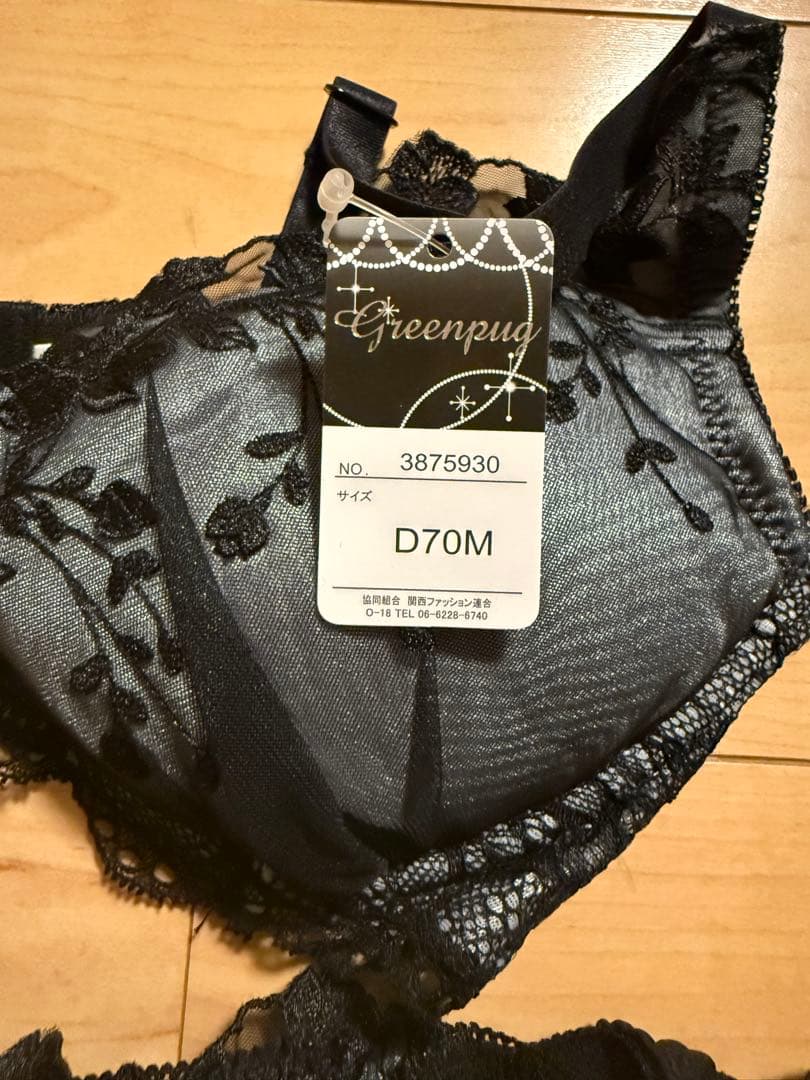 Greenpug
NO. 3875930
サイズ
D70M
協同組合 関西ファッション連合
O-18 TEL 06-6228-6740